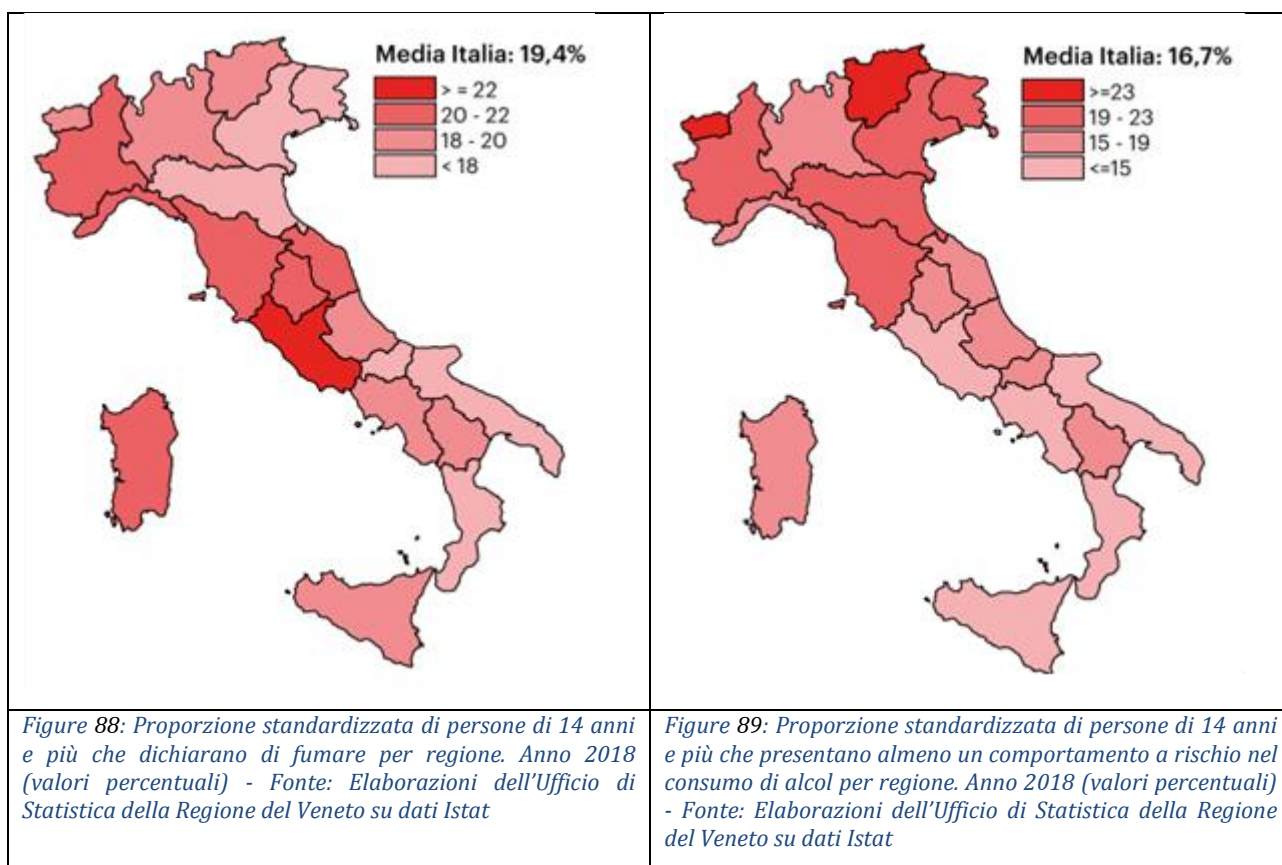 Media Italia: 19,4%
> = 22
20 - 22
18 - 20
< 18
Media Italia: 16,7%
>=23
19 - 23
15 - 19
<=15
Figure 88: Proporzione standardizzata di persone di 14 anni
e più che dichiarano di fumare per regione. Anno 2018
(valori percentuali) - Fonte: Elaborazioni dell'Ufficio di
Statistica della Regione del Veneto su dati Istat
Figure 89: Proporzione standardizzata di persone di 14 anni
e più che presentano almeno un comportamento a rischio nel
consumo di alcol per regione. Anno 2018 (valori percentuali)
- Fonte: Elaborazioni dell'Ufficio di Statistica della Regione
del Veneto su dati Istat